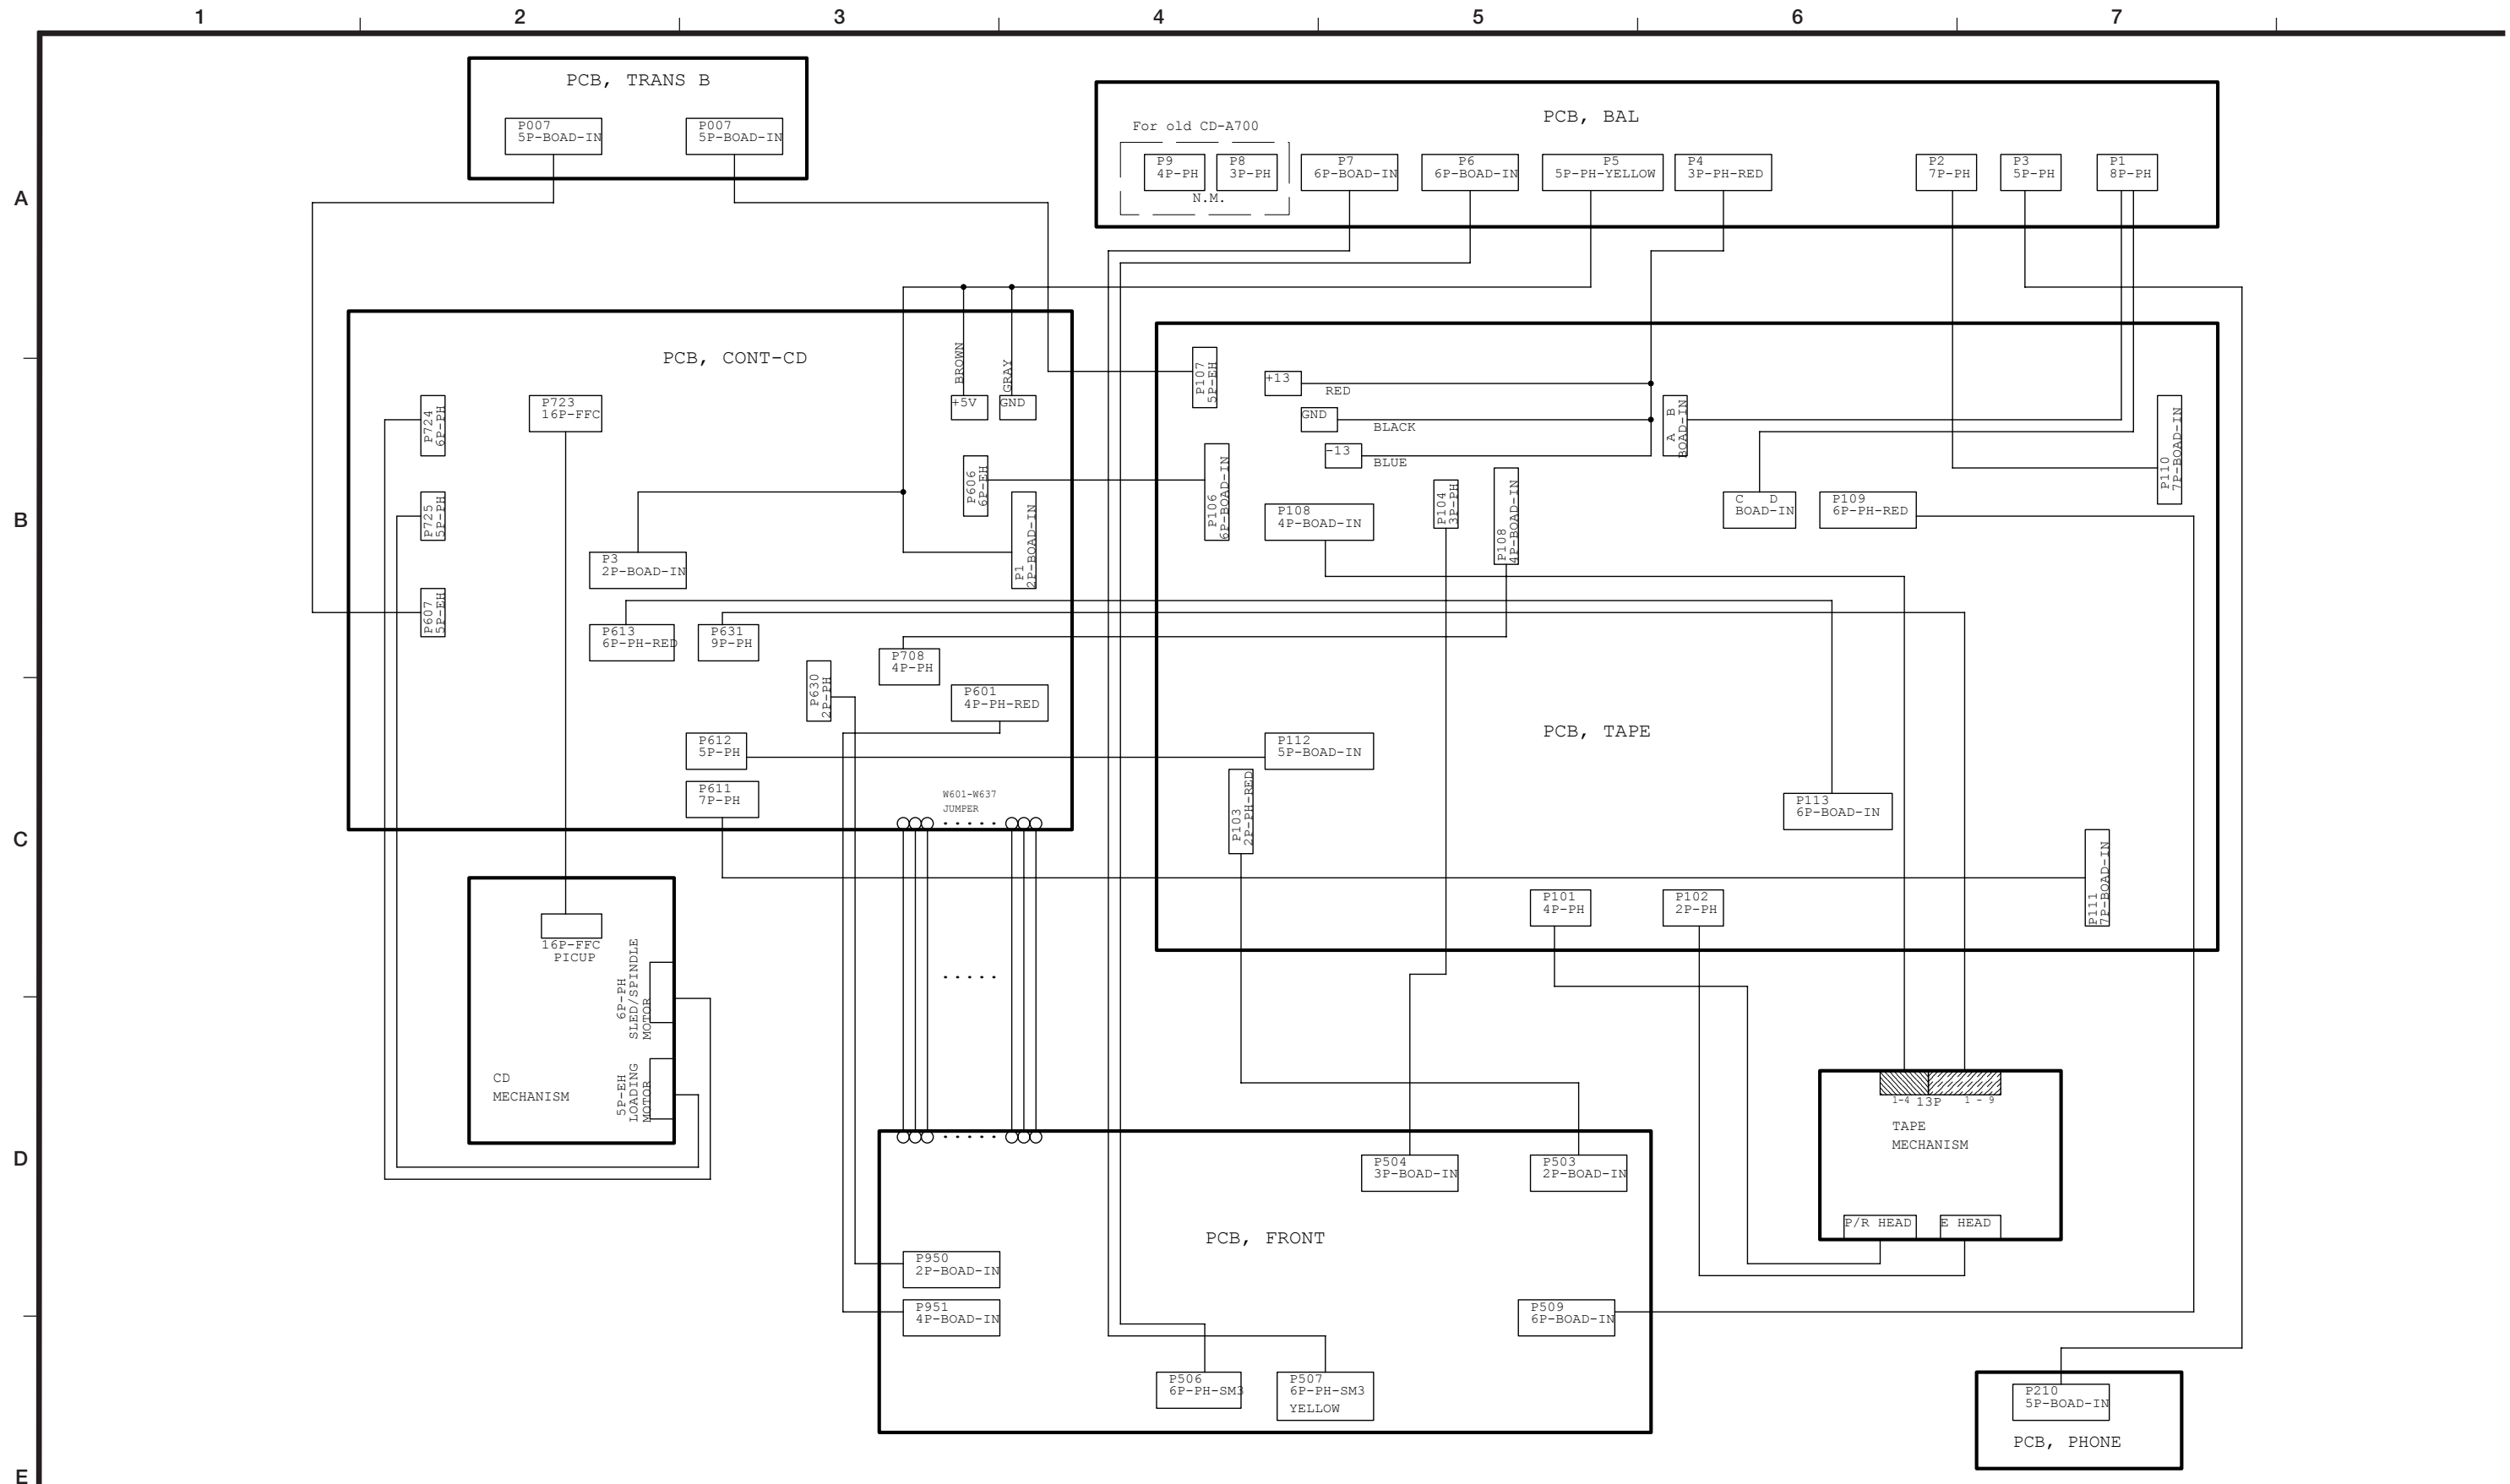 1 2 3 4 5 6 7
A
B
C
D
E
PCB, TRANS B
P007
5P-BOAD-IN
P007
5P-BOAD-IN
PCB, BAL
For old CD-A700
P9
4P-PH
P8
3P-PH
N.M.
P7
6P-BOAD-IN
P6
6P-BOAD-IN
P5
5P-PH-YELLOW
P4
3P-PH-RED
P2
7P-PH
P3
5P-PH
P1
8P-PH
PCB, CONT-CD
BROWN
GRAY
+5V
GND
P724
6P-PH
P723
16P-FFC
P725
5P-PH
P606
6P-EH
P1
2P-BOAD-IN
P3
2P-BOAD-IN
P607
5P-EH
P613
6P-PH-RED
P631
9P-PH
P708
4P-PH
P630
2P-PH
P601
4P-PH-RED
P612
5P-PH
P611
7P-PH
W601-W637
JUMPER
PCB, TAPE
P107
5P-EH
+13
RED
GND
BLACK
-13
BLUE
A B
BOAD-IN
P110
7P-BOAD-IN
P106
6P-BOAD-IN
P108
4P-BOAD-IN
P104
3P-PH
P108
4P-BOAD-IN
C D
BOAD-IN
P109
6P-PH-RED
P112
5P-BOAD-IN
P103
2P-PH-RED
P113
6P-BOAD-IN
P111
7P-BOAD-IN
P101
4P-PH
P102
2P-PH
16P-FFC
PICUP
6P-PH
SLED/SPINDLE
MOTOR
5P-EH
LOADING
MOTOR
CD
MECHANISM
1-4 13P 1 - 9
TAPE
MECHANISM
P/R HEAD
E HEAD
PCB, FRONT
P504
3P-BOAD-IN
P503
2P-BOAD-IN
P950
2P-BOAD-IN
P951
4P-BOAD-IN
P509
6P-BOAD-IN
P506
6P-PH-SM3
P507
6P-PH-SM3
YELLOW
P210
5P-BOAD-IN
PCB, PHONE